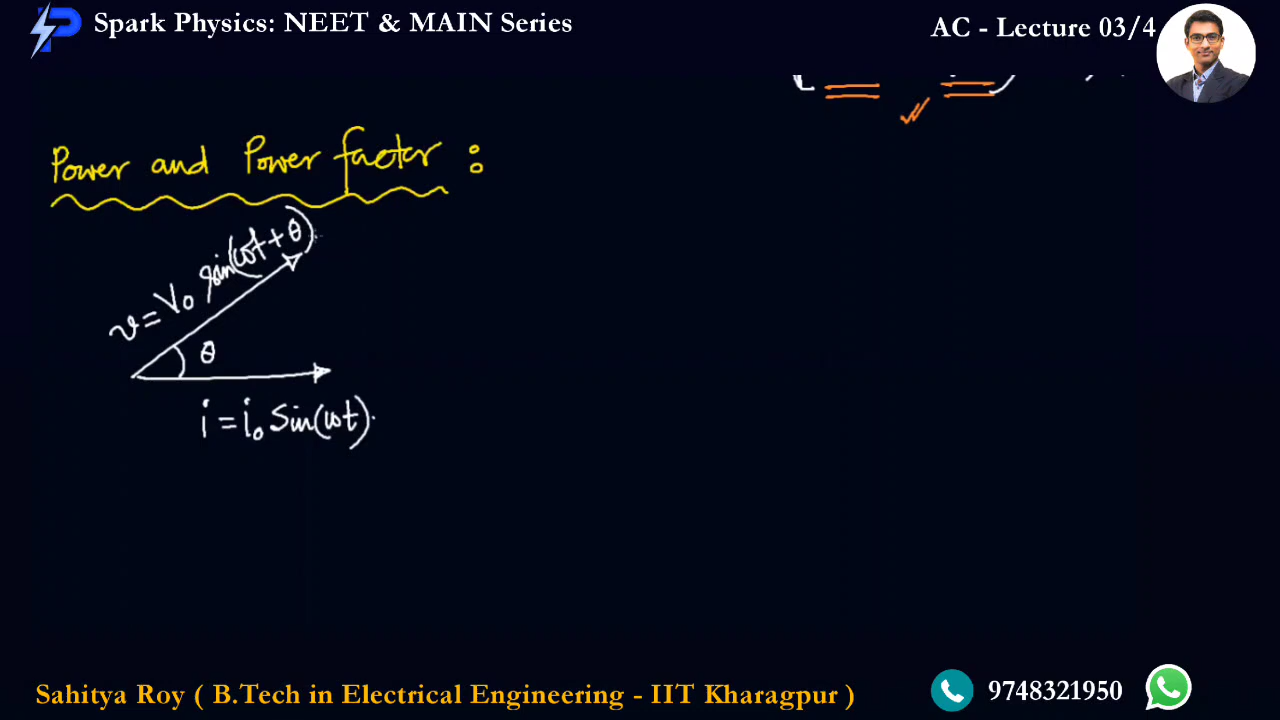 Spark Physics: NEET & MAIN Series
AC - Lecture 03/4
Power and Power factor :
v = V₀ sin(ωt + θ)
θ
i = i₀ Sin(ωt).
Sahitya Roy ( B.Tech in Electrical Engineering - IIT Kharagpur )
9748321950